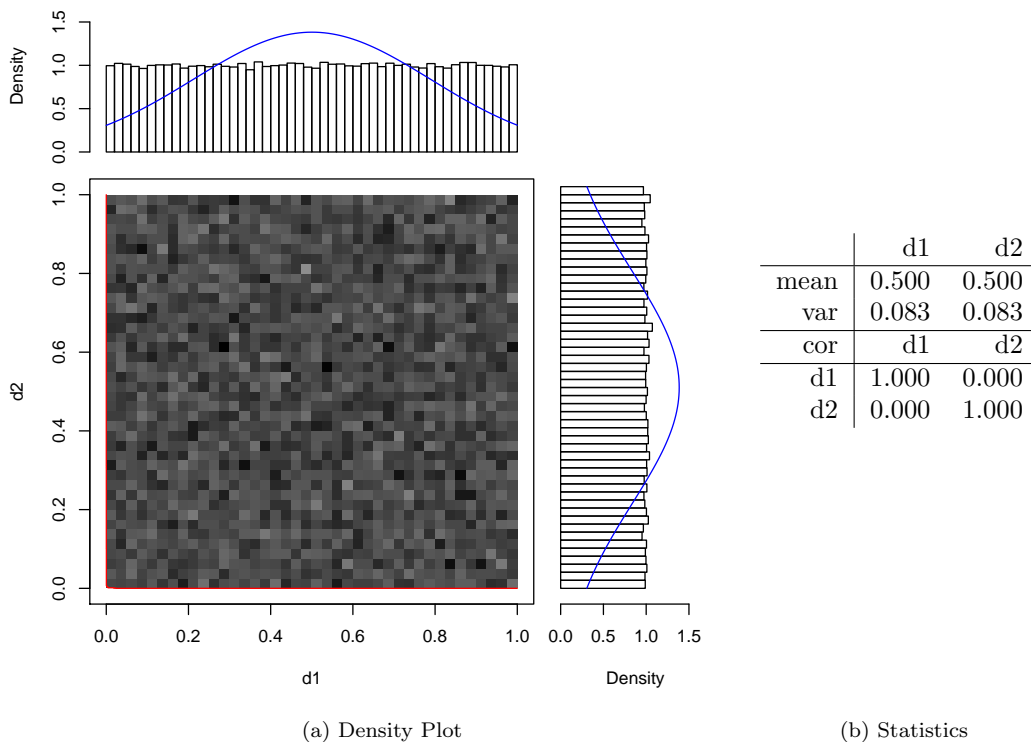 Density
0.0 0.5 1.0 1.5
d2
0.0 0.2 0.4 0.6 0.8 1.0
0.0 0.2 0.4 0.6 0.8 1.0
d1
0.0 0.5 1.0 1.5
Density
(a) Density Plot
d1 d2
mean 0.500 0.500
var 0.083 0.083
cor d1 d2
d1 1.000 0.000
d2 0.000 1.000
(b) Statistics